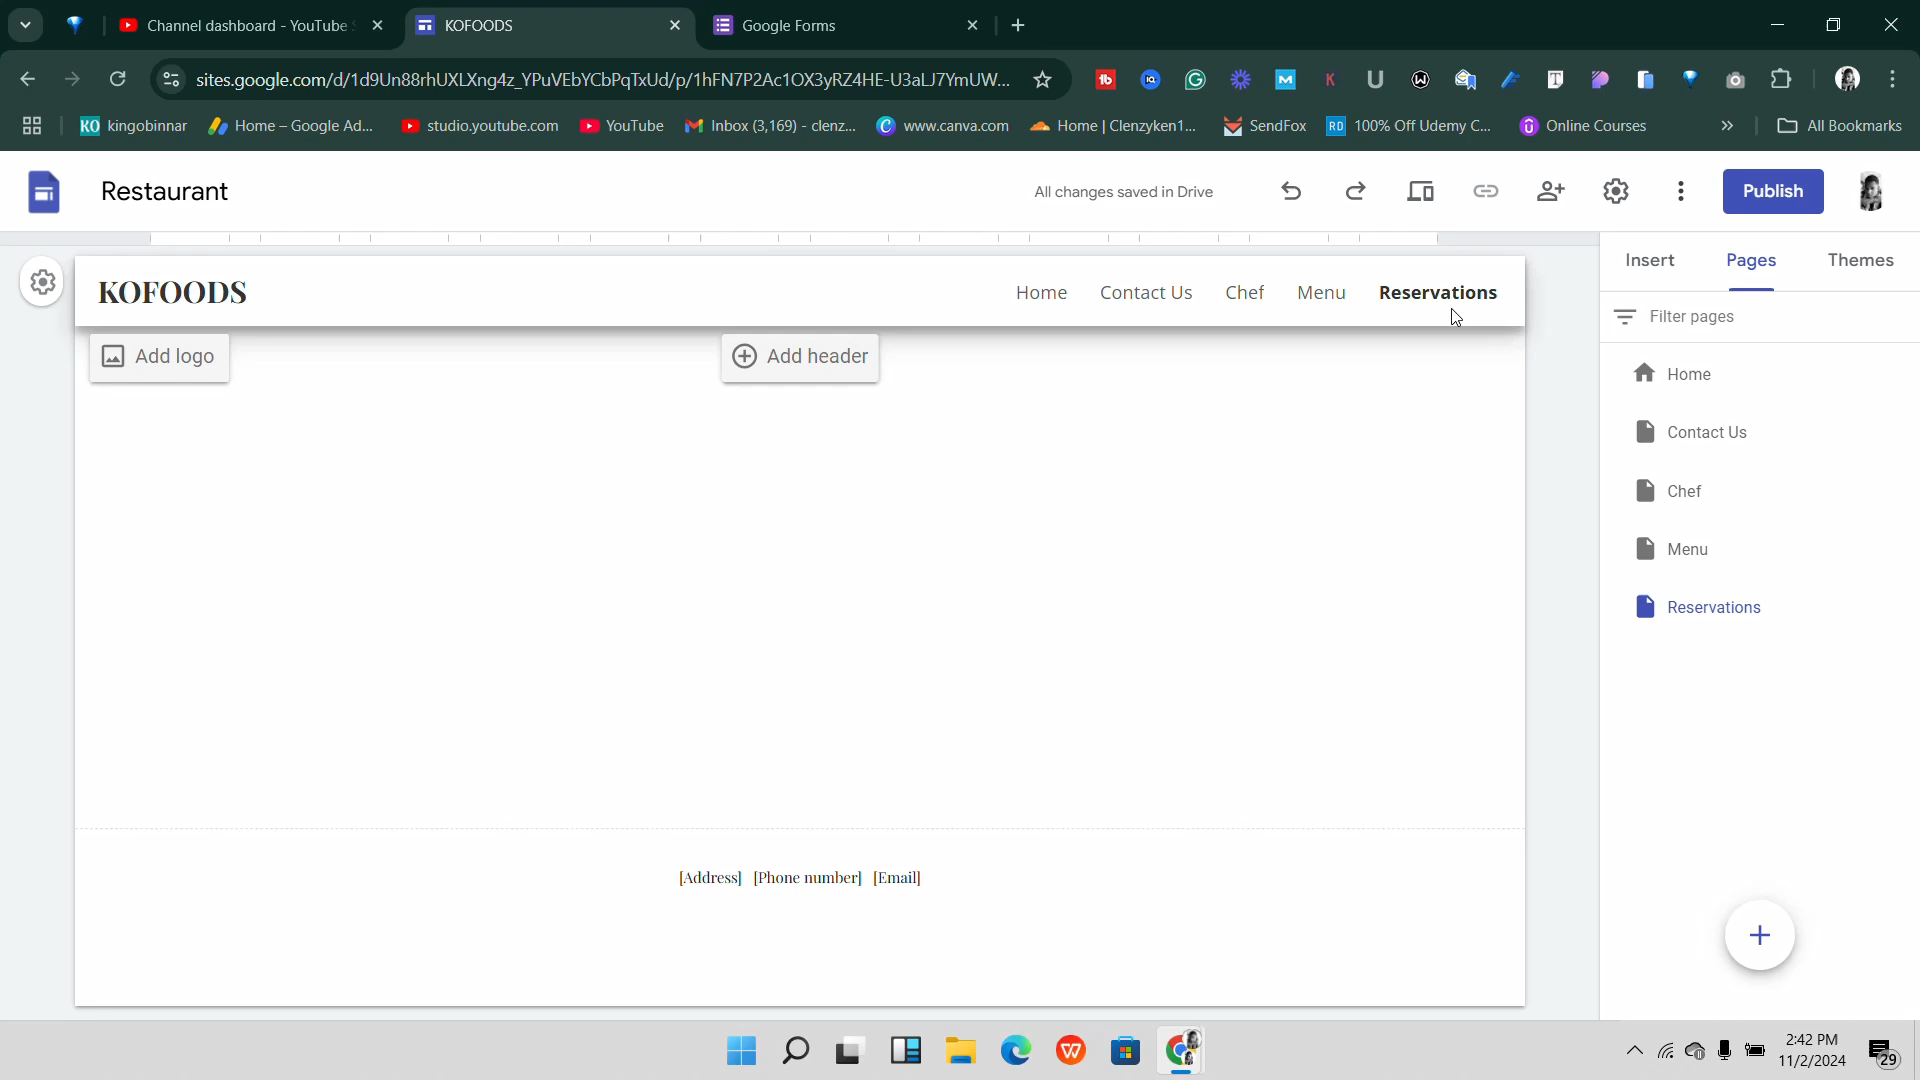 Channel dashboard - YouTube S
KOFOODS
Google Forms
sites.google.com/d/1d9Un88rhUXLXng4z_YPuVEbYCbPqTxUd/p/1hFN7P2Ac1OX3yRZ4HE-U3aLJ7YmUW...
kingobinnar
Home – Google Ad...
studio.youtube.com
YouTube
Inbox (3,169) - clenz...
www.canva.com
Home | Clenzyken1...
SendFox
100% Off Udemy C...
Online Courses
All Bookmarks
Restaurant
All changes saved in Drive
Publish
Insert
Pages
Themes
KOFOODS
Home
Contact Us
Chef
Menu
Reservations
Filter pages
Add logo
Add header
Home
Contact Us
Chef
Menu
Reservations
[Address] [Phone number] [Email]
2:42 PM
11/2/2024
29